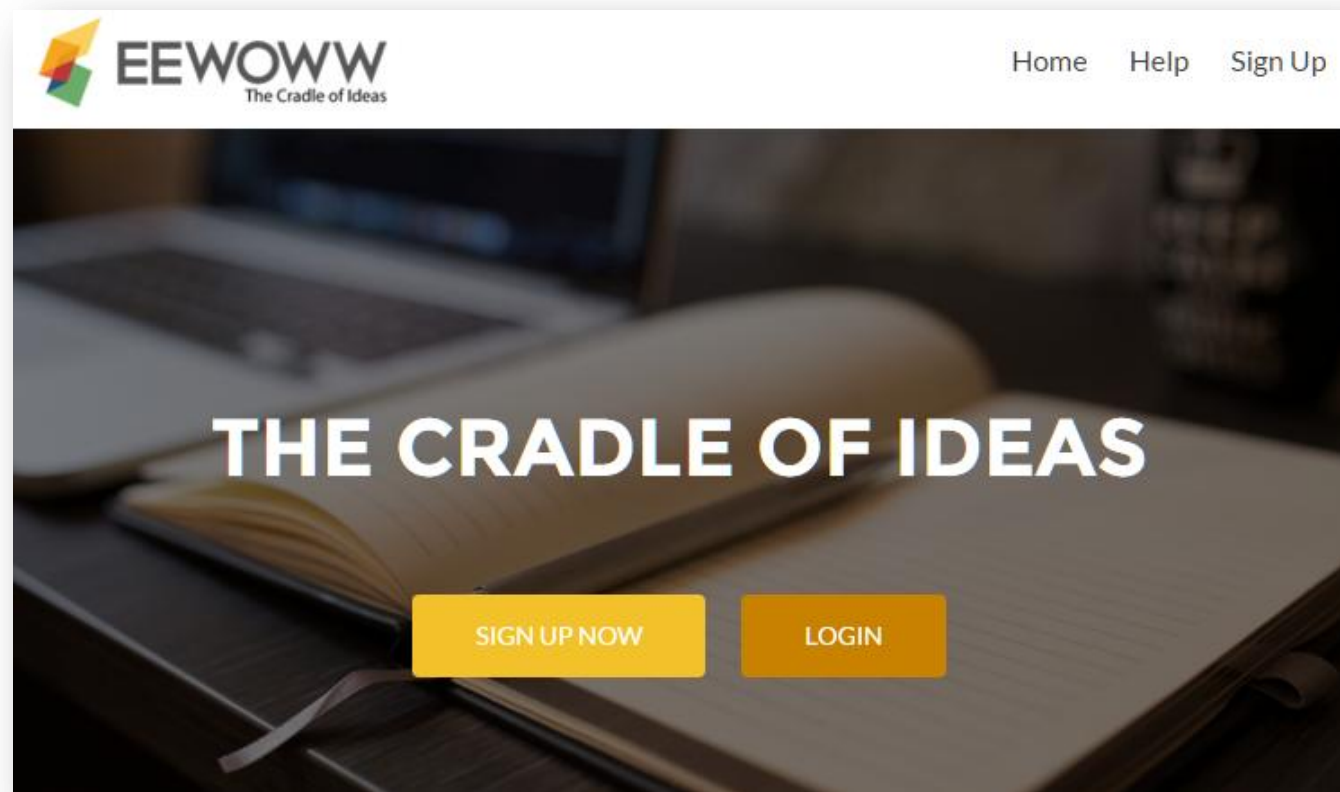 EEWOWW
The Cradle of Ideas
Home Help Sign Up
THE CRADLE OF IDEAS
SIGN UP NOW LOGIN